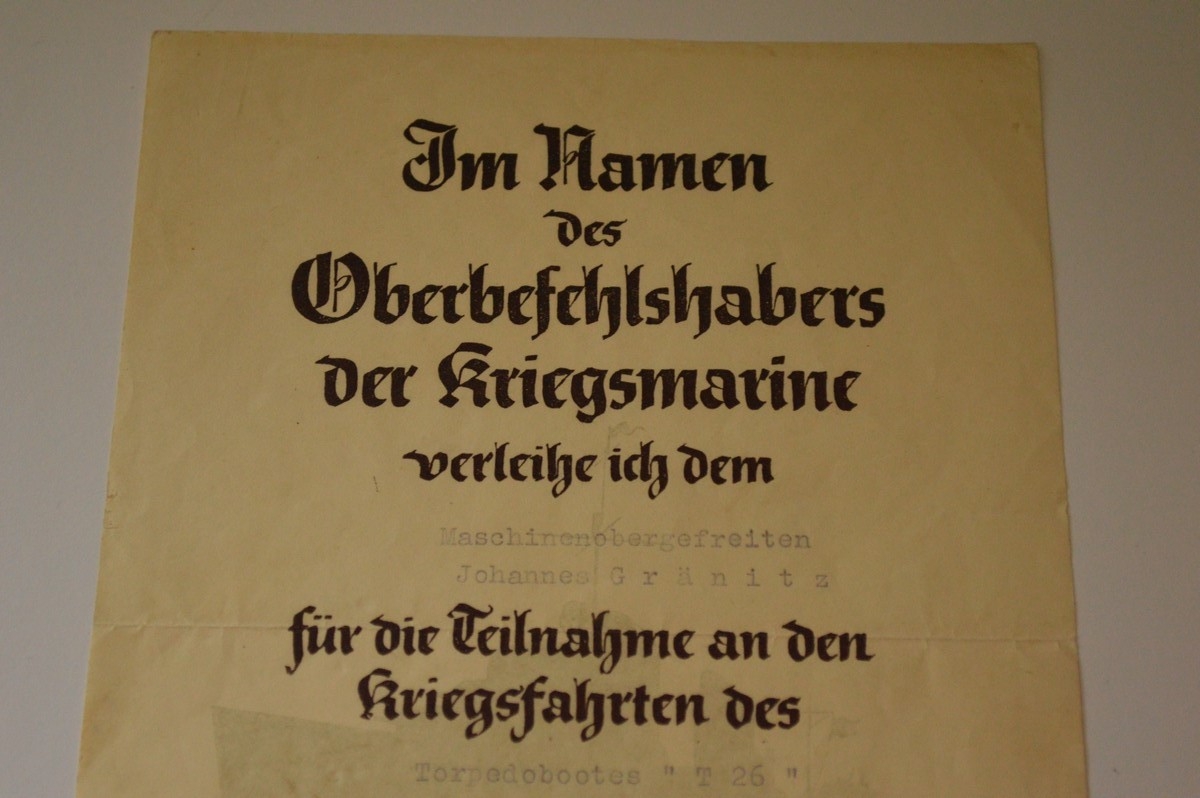 Im Namen
des
Oberbefehlshabers
der Kriegsmarine
verleihe ich dem
Maschinenobergefreiten
Johannes G r ä n i t z
für die Teilnahme an den
Kriegsfahrten des
Torpedobootes " T 26 "